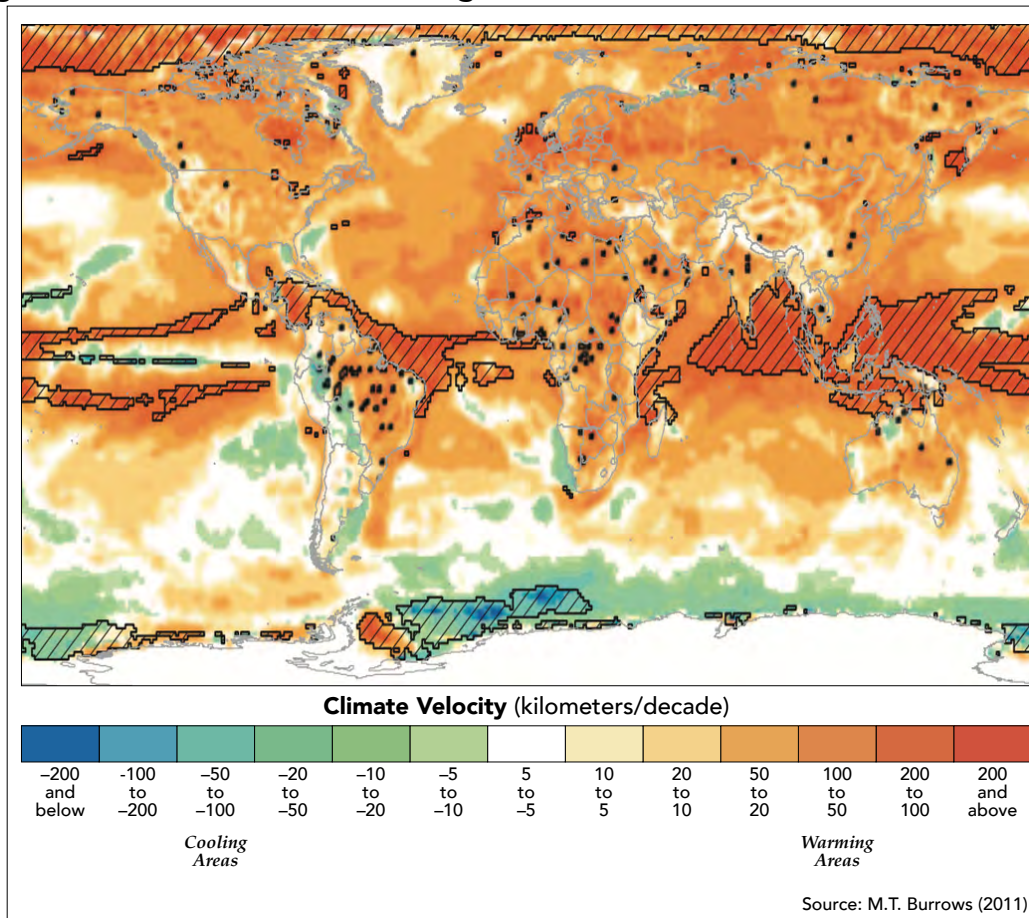 Climate Velocity (kilometers/decade)
–200 and below
-100 to –200
–50 to –100
–20 to –50
–10 to –20
–5 to –10
5 to –5
10 to 5
20 to 10
50 to 20
100 to 50
200 to 100
200 and above
Cooling Areas
Warming Areas
Source: M.T. Burrows (2011)